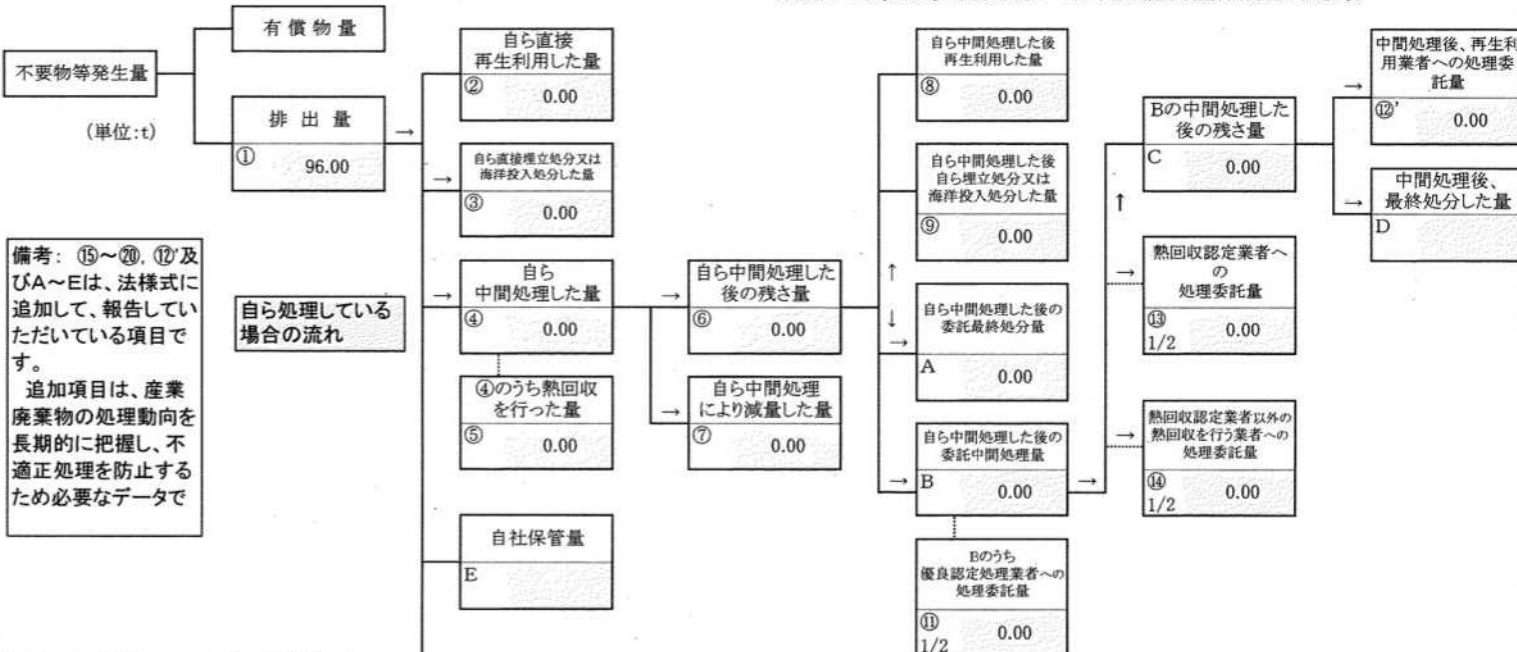 有償物量
不要物等発生量
(単位:t)
排出量
①
96.00
→
備考: ⑮～⑳, ⑫'及
びA～Eは、法様式に
追加して、報告してい
ただいている項目で
す。
追加項目は、産業
廃棄物の処理動向を
長期的に把握し、不
適正処理を防止する
ため必要なデータで
自ら処理している
場合の流れ
自ら直接
再生利用した量
②
0.00
→
自ら直接埋立処分又は
海洋投入処分した量
③
0.00
→
自ら
中間処理した量
④
0.00
④のうち熱回収
を行った量
⑤
0.00
自社保管量
E
→
自ら中間処理した
後の残さ量
⑥
0.00
→
自ら中間処理
により減量した量
⑦
0.00
自ら中間処理した後
再生利用した量
⑧
0.00
自ら中間処理した後
自ら埋立処分又は
海洋投入処分した量
⑨
0.00
↑
↓
→
自ら中間処理した後の
委託最終処分量
A
0.00
自ら中間処理した後の
委託中間処理量
→
B
0.00
→
Bのうち
優良認定処理業者への
処理委託量
⑪
1/2
0.00
Bの中間処理した
後の残さ量
C
0.00
↑
→
熱回収認定業者へ
の
処理委託量
⑬
1/2
0.00
→
熱回収認定業者以外の
熱回収を行う業者への
処理委託量
⑭
1/2
0.00
中間処理後、再生利
用業者への処理委
託量
→
⑫'
0.00
中間処理後、
最終処分した量
→
D